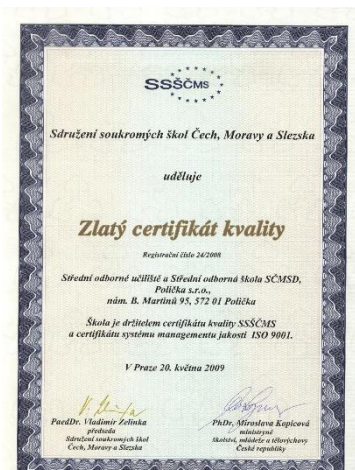 SSŠČMS
Sdružení soukromých škol Čech, Moravy a Slezska
uděluje
Zlatý certifikát kvality
Registrační číslo 24/2008
Střední odborné učiliště a Střední odborná škola SČMSD,
Polička s.r.o.,
nám. B. Martinů 95, 572 01 Polička
Škola je držitelem certifikátu kvality SSŠČMS
a certifikátu systému managementu jakosti ISO 9001.
V Praze 20. května 2009
PaedDr. Vladimír Zelinka
předseda
Sdružení soukromých škol
Čech, Moravy a Slezska
PhDr. Miroslava Kopicová
ministryně
školství, mládeže a tělovýchovy
České republiky